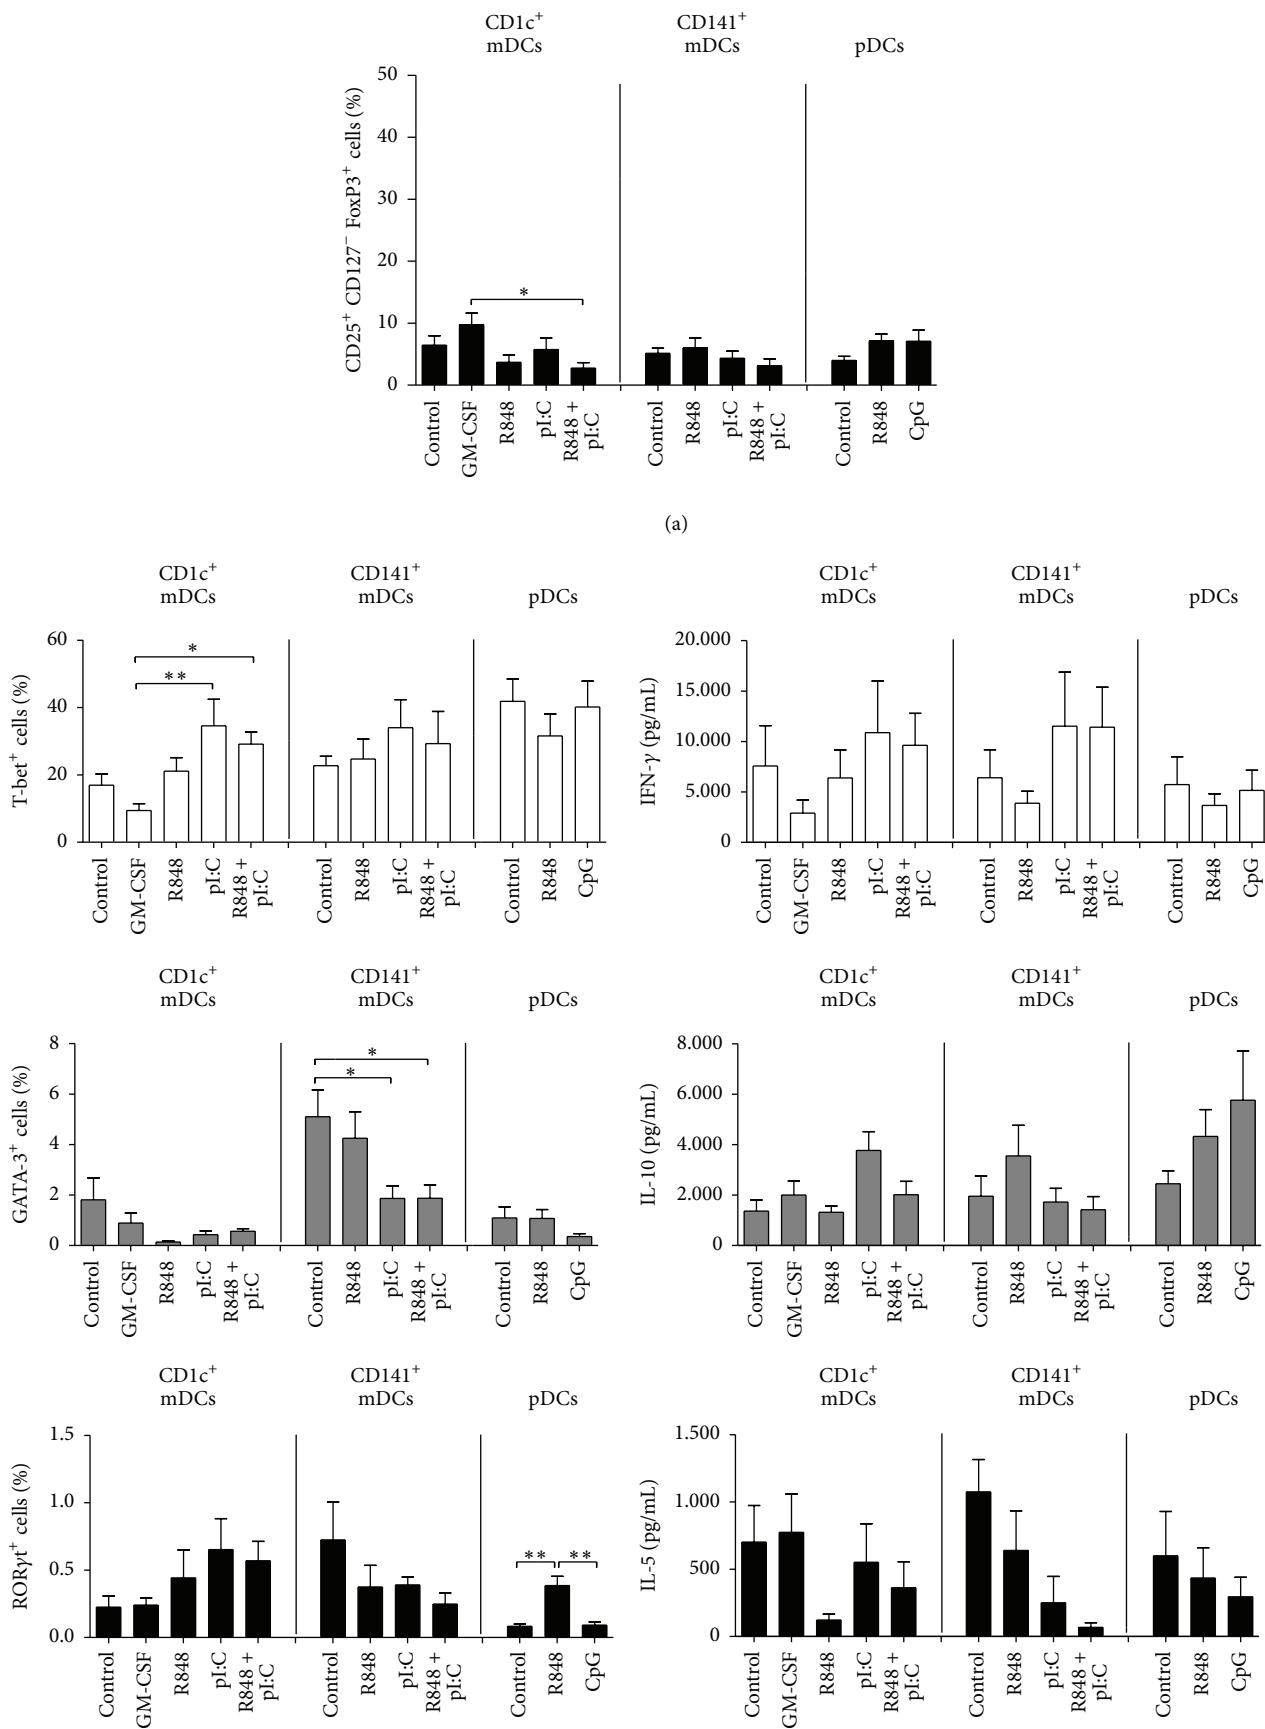 CD1c+
mDCs
CD141+
mDCs
pDCs
CD25+ CD127− FoxP3+ cells (%)
50
40
30
20
10
0
*
Control
GM-CSF
R848
pI:C
R848 +
pI:C
Control
R848
pI:C
R848 +
pI:C
Control
R848
CpG
(a)
CD1c+
mDCs
CD141+
mDCs
pDCs
T-bet+ cells (%)
60
40
20
0
*
**
Control
GM-CSF
R848
pI:C
R848 +
pI:C
Control
R848
pI:C
R848 +
pI:C
Control
R848
CpG
CD1c+
mDCs
CD141+
mDCs
pDCs
IFN-γ (pg/mL)
20.000
15.000
10.000
5.000
0
Control
GM-CSF
R848
pI:C
R848 +
pI:C
Control
R848
pI:C
R848 +
pI:C
Control
R848
CpG
CD1c+
mDCs
CD141+
mDCs
pDCs
GATA-3+ cells (%)
8
6
4
2
0
*
*
Control
GM-CSF
R848
pI:C
R848 +
pI:C
Control
R848
pI:C
R848 +
pI:C
Control
R848
CpG
CD1c+
mDCs
CD141+
mDCs
pDCs
IL-10 (pg/mL)
8.000
6.000
4.000
2.000
0
Control
GM-CSF
R848
pI:C
R848 +
pI:C
Control
R848
pI:C
R848 +
pI:C
Control
R848
CpG
CD1c+
mDCs
CD141+
mDCs
pDCs
RORγt+ cells (%)
1.5
1.0
0.5
0.0
**
**
Control
GM-CSF
R848
pI:C
R848 +
pI:C
Control
R848
pI:C
R848 +
pI:C
Control
R848
CpG
CD1c+
mDCs
CD141+
mDCs
pDCs
IL-5 (pg/mL)
1.500
1.000
500
0
Control
GM-CSF
R848
pI:C
R848 +
pI:C
Control
R848
pI:C
R848 +
pI:C
Control
R848
CpG